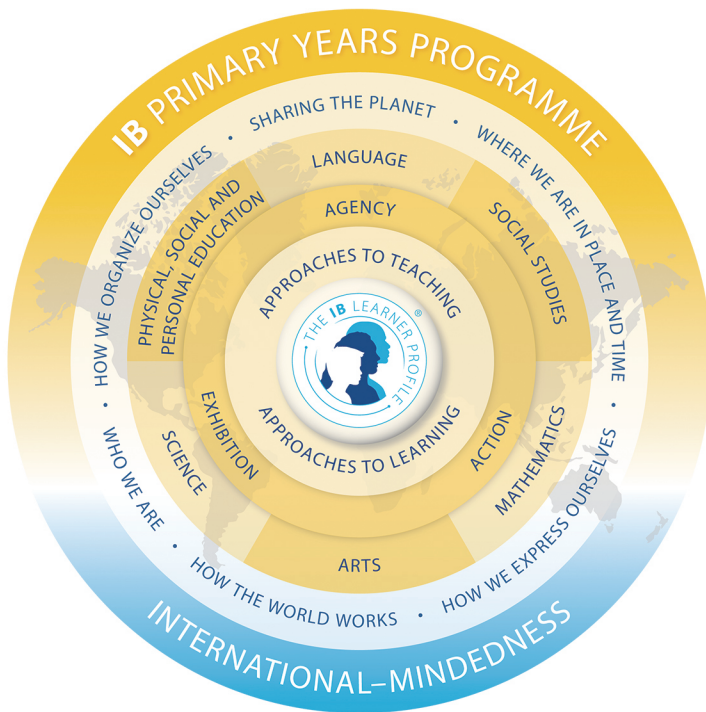 IB PRIMARY YEARS PROGRAMME
SHARING THE PLANET
•
WHERE WE ARE IN PLACE AND TIME
•
HOW WE EXPRESS OURSELVES
•
HOW THE WORLD WORKS
•
WHO WE ARE
•
HOW WE ORGANIZE OURSELVES
•
LANGUAGE
SOCIAL STUDIES
MATHEMATICS
ARTS
SCIENCE
PHYSICAL, SOCIAL AND
PERSONAL EDUCATION
AGENCY
ACTION
EXHIBITION
APPROACHES TO TEACHING
APPROACHES TO LEARNING
• THE IB LEARNER PROFILE •
®
INTERNATIONAL–MINDEDNESS